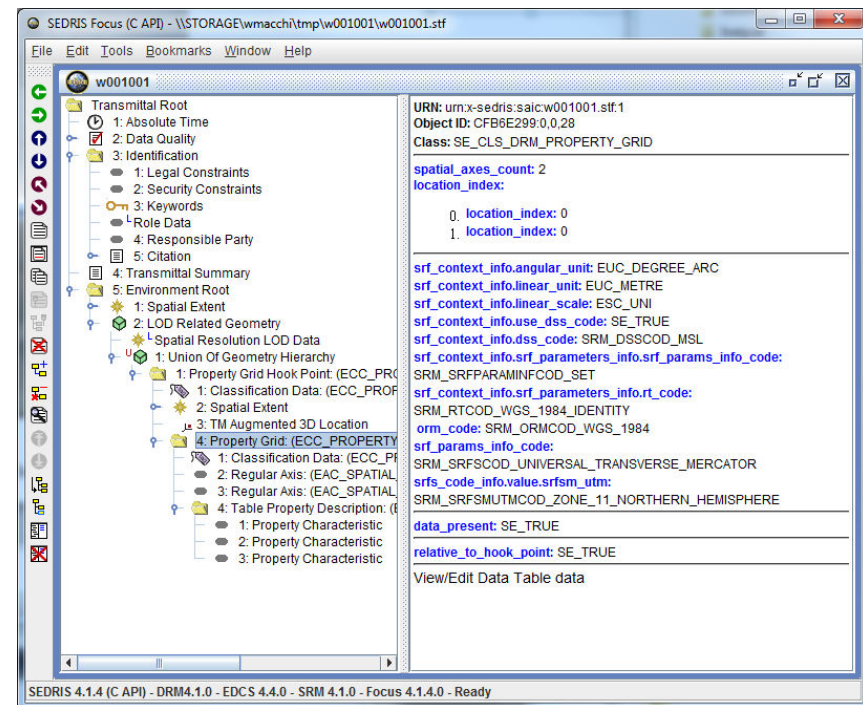 SEDRIS Focus (C API) - \\STORAGE\wmacchi\tmp\w001001\w001001.stf
File Edit Tools Bookmarks Window Help
w001001
Transmittal Root
1: Absolute Time
2: Data Quality
3: Identification
1: Legal Constraints
2: Security Constraints
3: Keywords
Role Data
4: Responsible Party
5: Citation
4: Transmittal Summary
5: Environment Root
1: Spatial Extent
2: LOD Related Geometry
Spatial Resolution LOD Data
1: Union Of Geometry Hierarchy
1: Property Grid Hook Point: (ECC_PRO
1: Classification Data: (ECC_PROF
2: Spatial Extent
3: TM Augmented 3D Location
4: Property Grid: (ECC_PROPERTY
1: Classification Data: (ECC_PF
2: Regular Axis: (EAC_SPATIAL_
3: Regular Axis: (EAC_SPATIAL_
4: Table Property Description: (E
1: Property Characteristic
2: Property Characteristic
3: Property Characteristic
URN: urn:x-sedris:saic:w001001.stf:1
Object ID: CFB6E299:0,0,28
Class: SE_CLS_DRM_PROPERTY_GRID
spatial_axes_count: 2
location_index:
0. location_index: 0
1. location_index: 0
srf_context_info.angular_unit: EUC_DEGREE_ARC
srf_context_info.linear_unit: EUC_METRE
srf_context_info.linear_scale: ESC_UNI
srf_context_info.use_dss_code: SE_TRUE
srf_context_info.dss_code: SRM_DSSCOD_MSL
srf_context_info.srf_parameters_info.srf_params_info_code:
SRM_SRFPARAMINFCOD_SET
srf_context_info.srf_parameters_info.rt_code:
SRM_RTCOD_WGS_1984_IDENTITY
orm_code: SRM_ORMCOD_WGS_1984
srf_params_info_code:
SRM_SRFSCOD_UNIVERSAL_TRANSVERSE_MERCATOR
srfs_code_info.value.srfsm_utm:
SRM_SRFSMUTMCOD_ZONE_11_NORTHERN_HEMISPHERE
data_present: SE_TRUE
relative_to_hook_point: SE_TRUE
View/Edit Data Table data
SEDRIS 4.1.4 (C API) - DRM4.1.0 - EDCS 4.4.0 - SRM 4.1.0 - Focus 4.1.4.0 - Ready